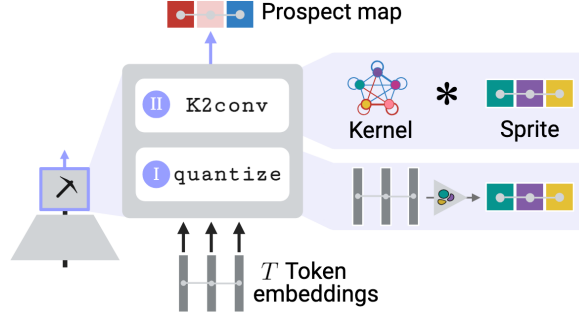 Prospect map
II K2conv
Kernel
*
Sprite
I quantize
T Token
embeddings